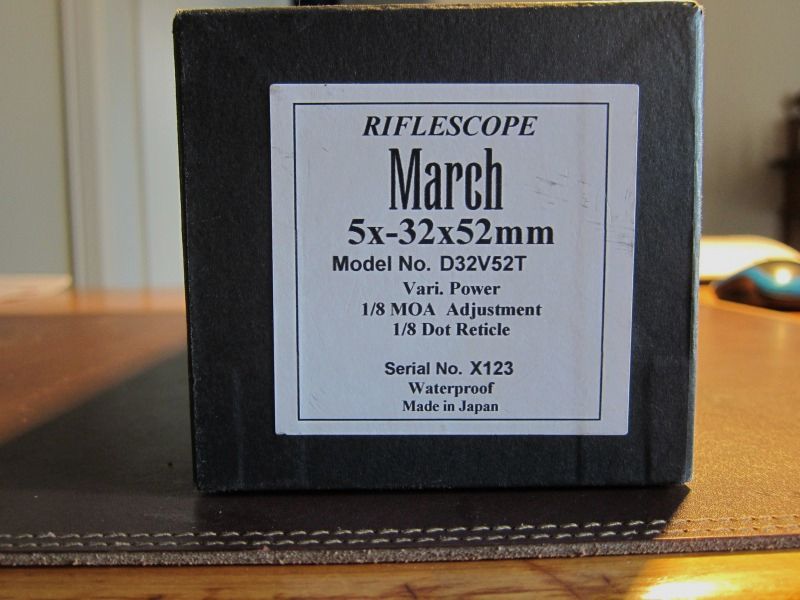 RIFLESCOPE
March
5x-32x52mm
Model No. D32V52T
Vari. Power
1/8 MOA Adjustment
1/8 Dot Reticle
Serial No. X123
Waterproof
Made in Japan